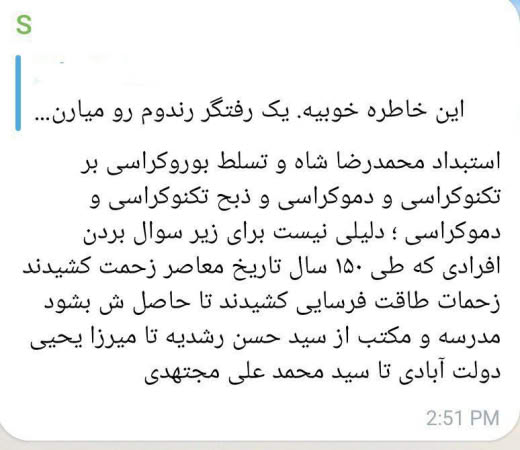 S
این خاطره خوبیه. یک رفتگر رندوم رو میارن...
استبداد محمدرضا شاه و تسلط بوروکراسی بر
تکنوکراسی و دموکراسی و ذبح تکنوکراسی و
دموکراسی ؛ دلیلی نیست برای زیر سوال بردن
افرادی که طی ۱۵۰ سال تاریخ معاصر زحمت کشیدند
زحمات طاقت فرسایی کشیدند تا حاصل ش بشود
مدرسه و مکتب از سید حسن رشدیه تا میرزا یحیی
دولت آبادی تا سید محمد علی مجتهدی
2:51 PM